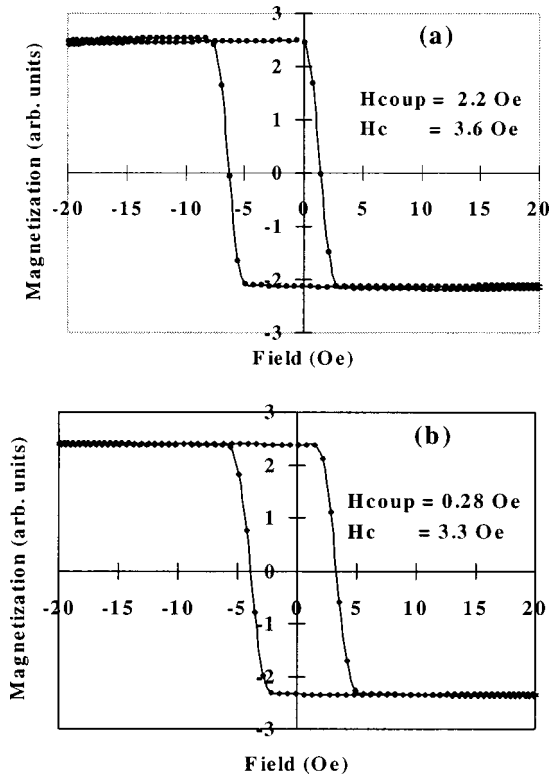 3
(a)
2
Hcoup = 2.2 Oe
1
Hc = 3.6 Oe
0
-20 -15 -10 -5 0 5 10 15 20
-1
-2
-3
Magnetization (arb. units)
Field (Oe)
3
(b)
2
Hcoup = 0.28 Oe
1
Hc = 3.3 Oe
0
-20 -15 -10 -5 0 5 10 15 20
-1
-2
-3
Magnetization (arb. units)
Field (Oe)